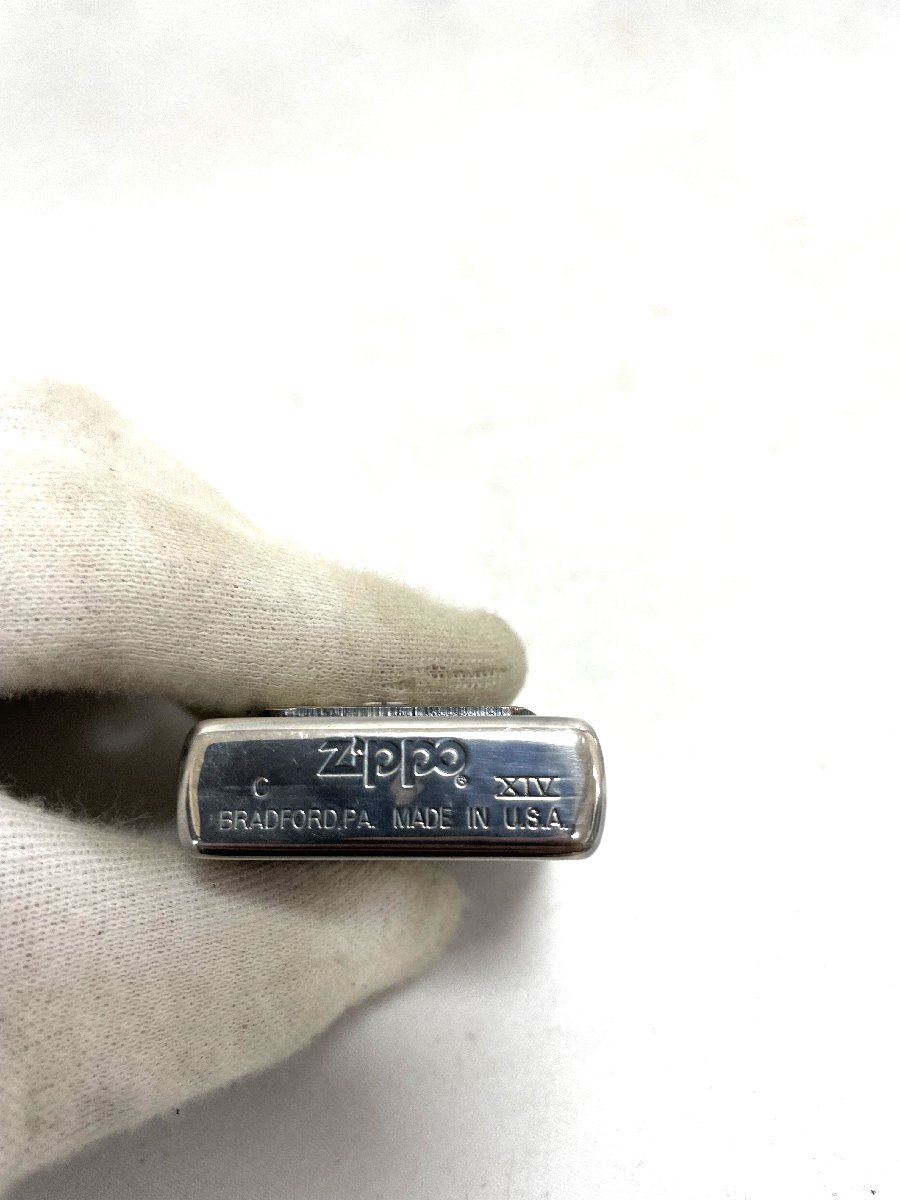 zippo®
C XIV
BRADFORD,PA. MADE IN U.S.A.